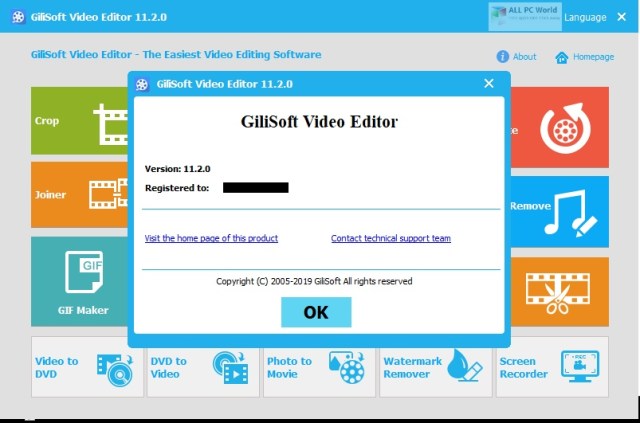 GiliSoft Video Editor 11.2.0
ALL PC World
Language
GiliSoft Video Editor - The Easiest Video Editing Software
About
Homepage
GiliSoft Video Editor 11.2.0
Crop
GiliSoft Video Editor
Version: 11.2.0
Registered to:
Joiner
Remove
Visit the home page of this product
Contact technical support team
GIF
Copyright (C) 2005-2019 GiliSoft All rights reserved
GIF Maker
OK
Video to
DVD
DVD to
Video
Photo to
Movie
Watermark
Remover
Screen
Recorder
REC